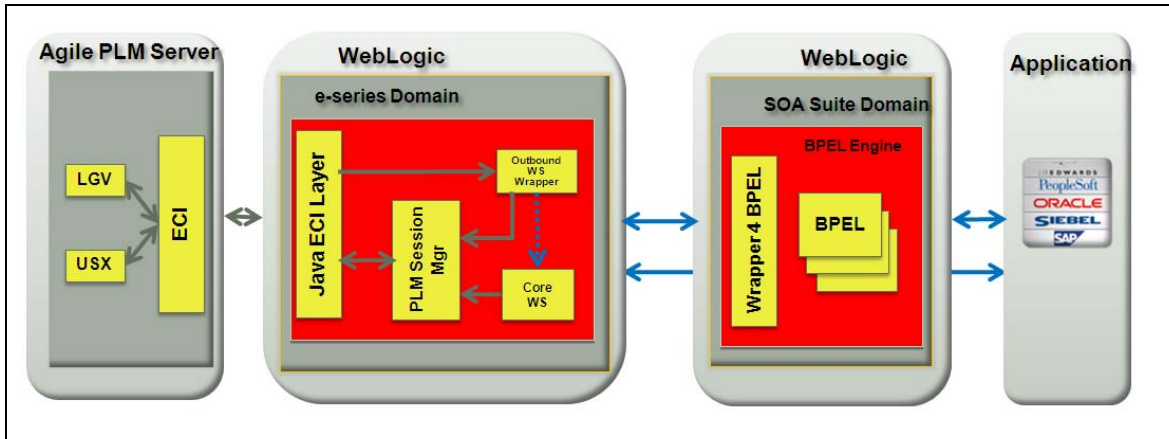 Agile PLM Server
LGV
USX
ECI
WebLogic
e-series Domain
Java ECI Layer
Outbound
WS
Wrapper
PLM Session
Mgr
Core
WS
WebLogic
SOA Suite Domain
BPEL Engine
Wrapper 4 BPEL
BPEL
Application
EDWARDS
PeopleSoft
ORACLE
SIEBEL
SAP